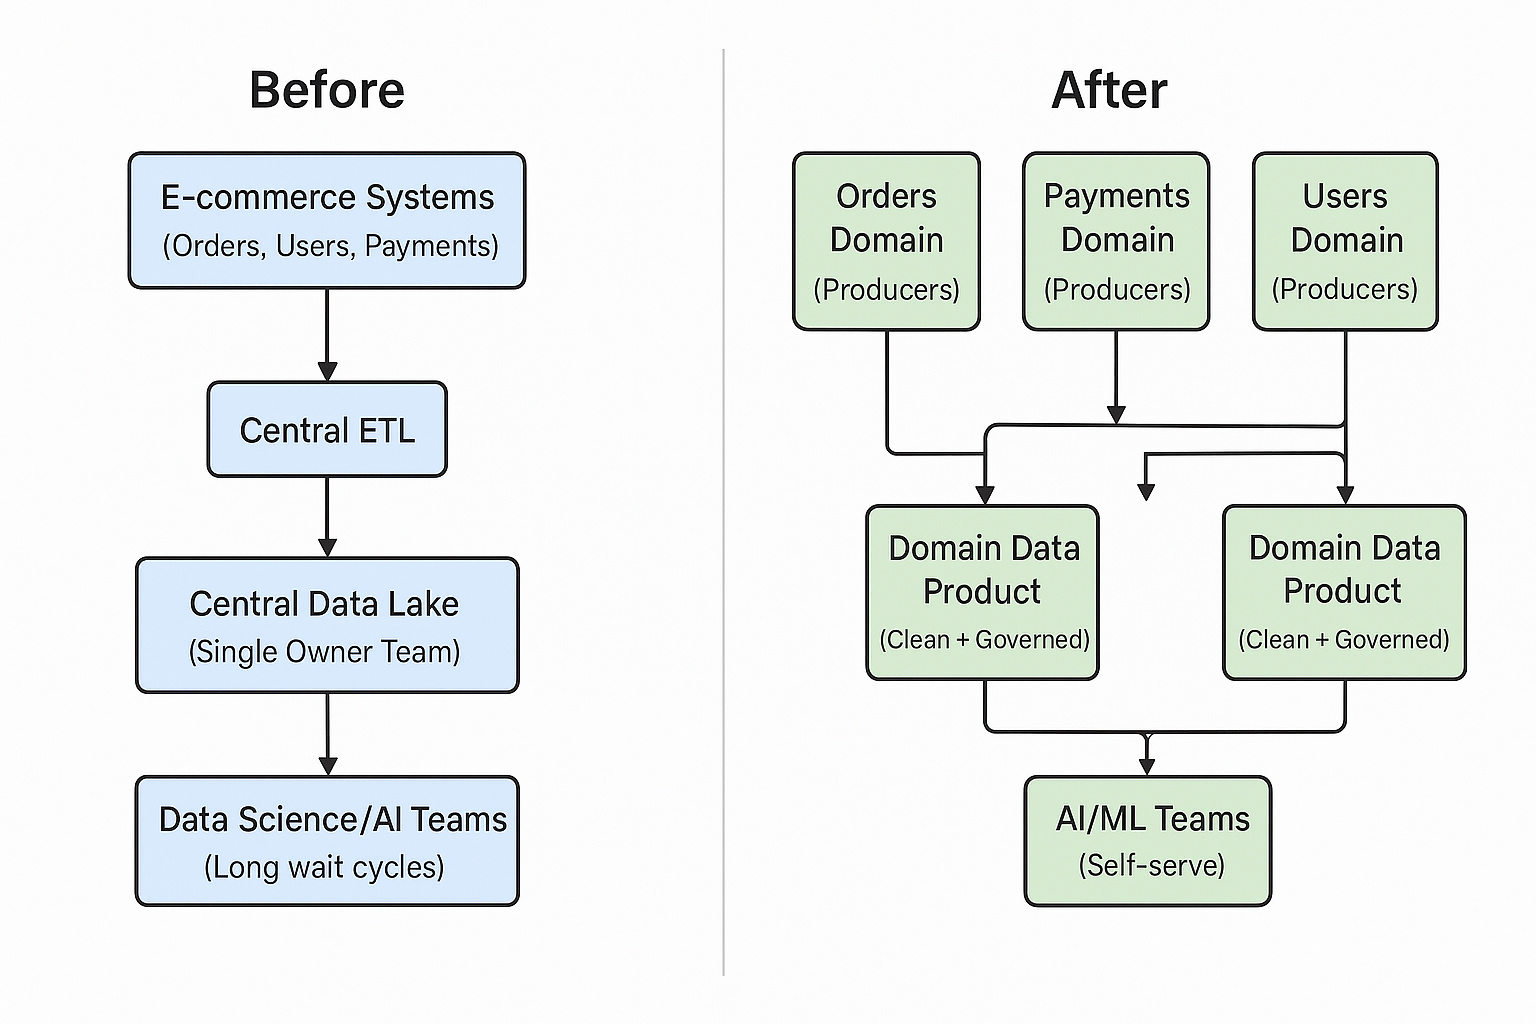 Before
E-commerce Systems
(Orders, Users, Payments)
Central ETL
Central Data Lake
(Single Owner Team)
Data Science/AI Teams
(Long wait cycles)
After
Orders
Domain
(Producers)
Payments
Domain
(Producers)
Users
Domain
(Producers)
Domain Data
Product
(Clean + Governed)
Domain Data
Product
(Clean + Governed)
AI/ML Teams
(Self-serve)